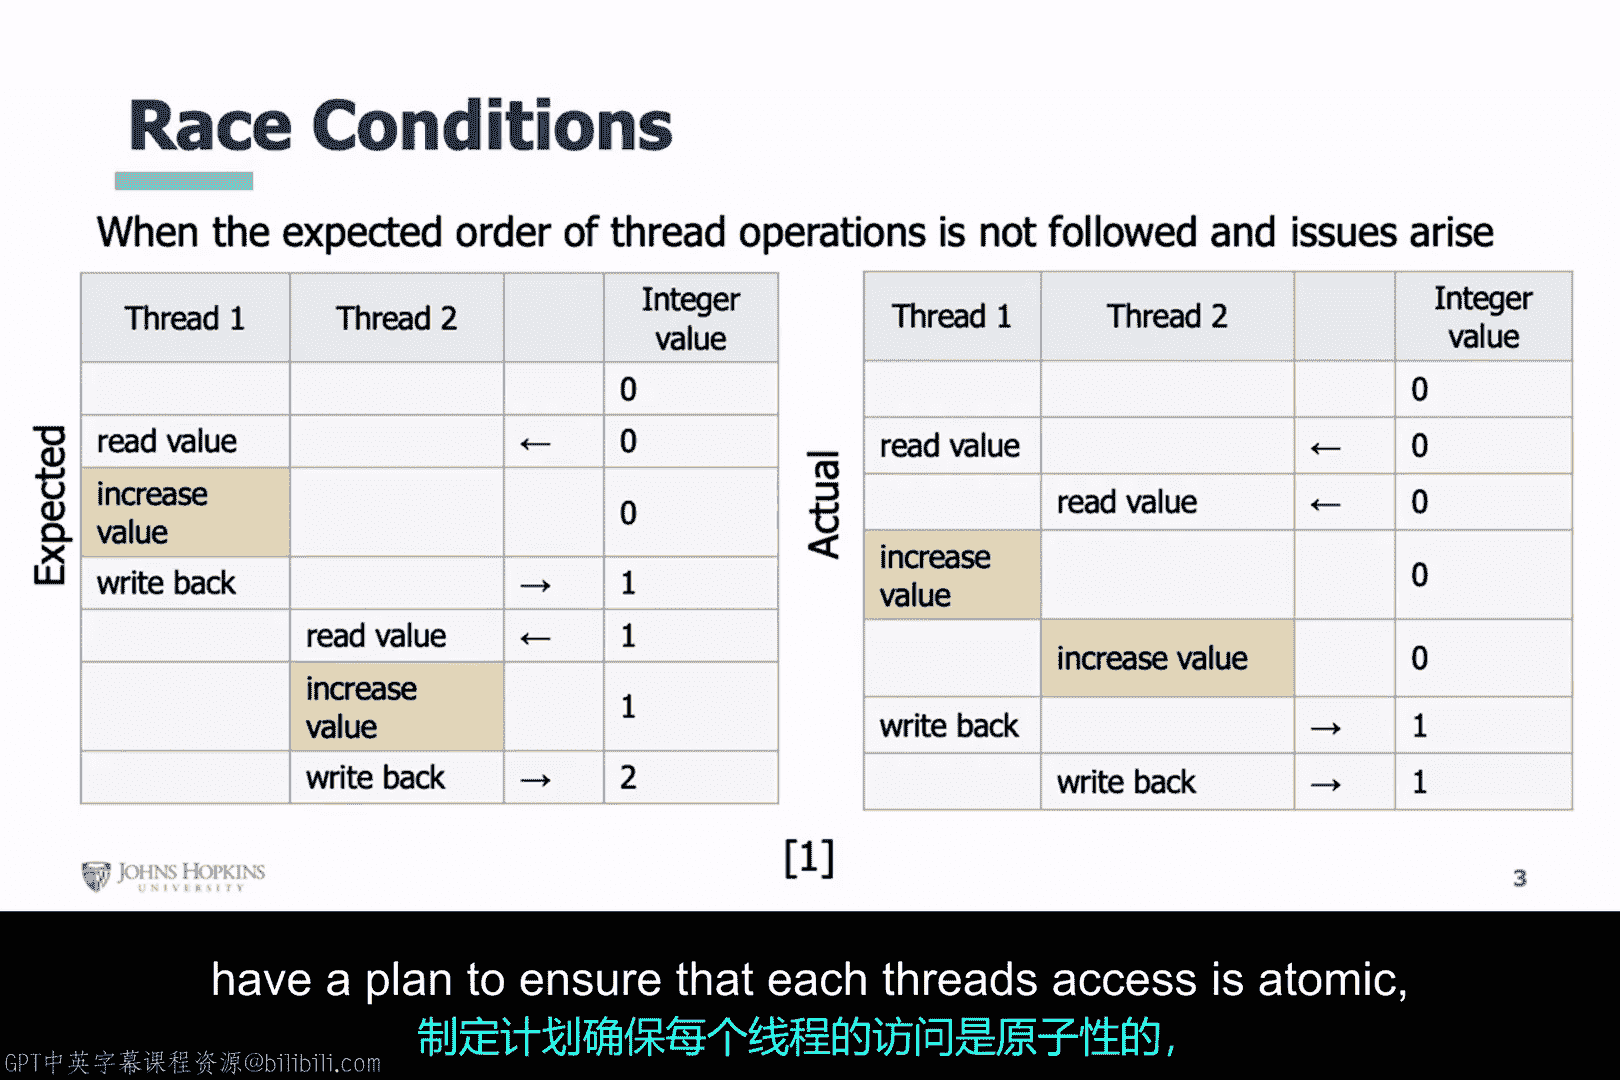 Race Conditions
When the expected order of thread operations is not followed and issues arise
Expected
Thread 1 Thread 2 Integer value
0
read value ← 0
increase value 0
write back → 1
read value ← 1
increase value 1
write back → 2
Actual
Thread 1 Thread 2 Integer value
0
read value ← 0
read value ← 0
increase value 0
increase value 0
write back → 1
write back → 1
[1]
JOHNS HOPKINS
UNIVERSITY
3
have a plan to ensure that each threads access is atomic,
制定计划确保每个线程的访问是原子性的，
GPT中英字幕课程资源@bilibili.com